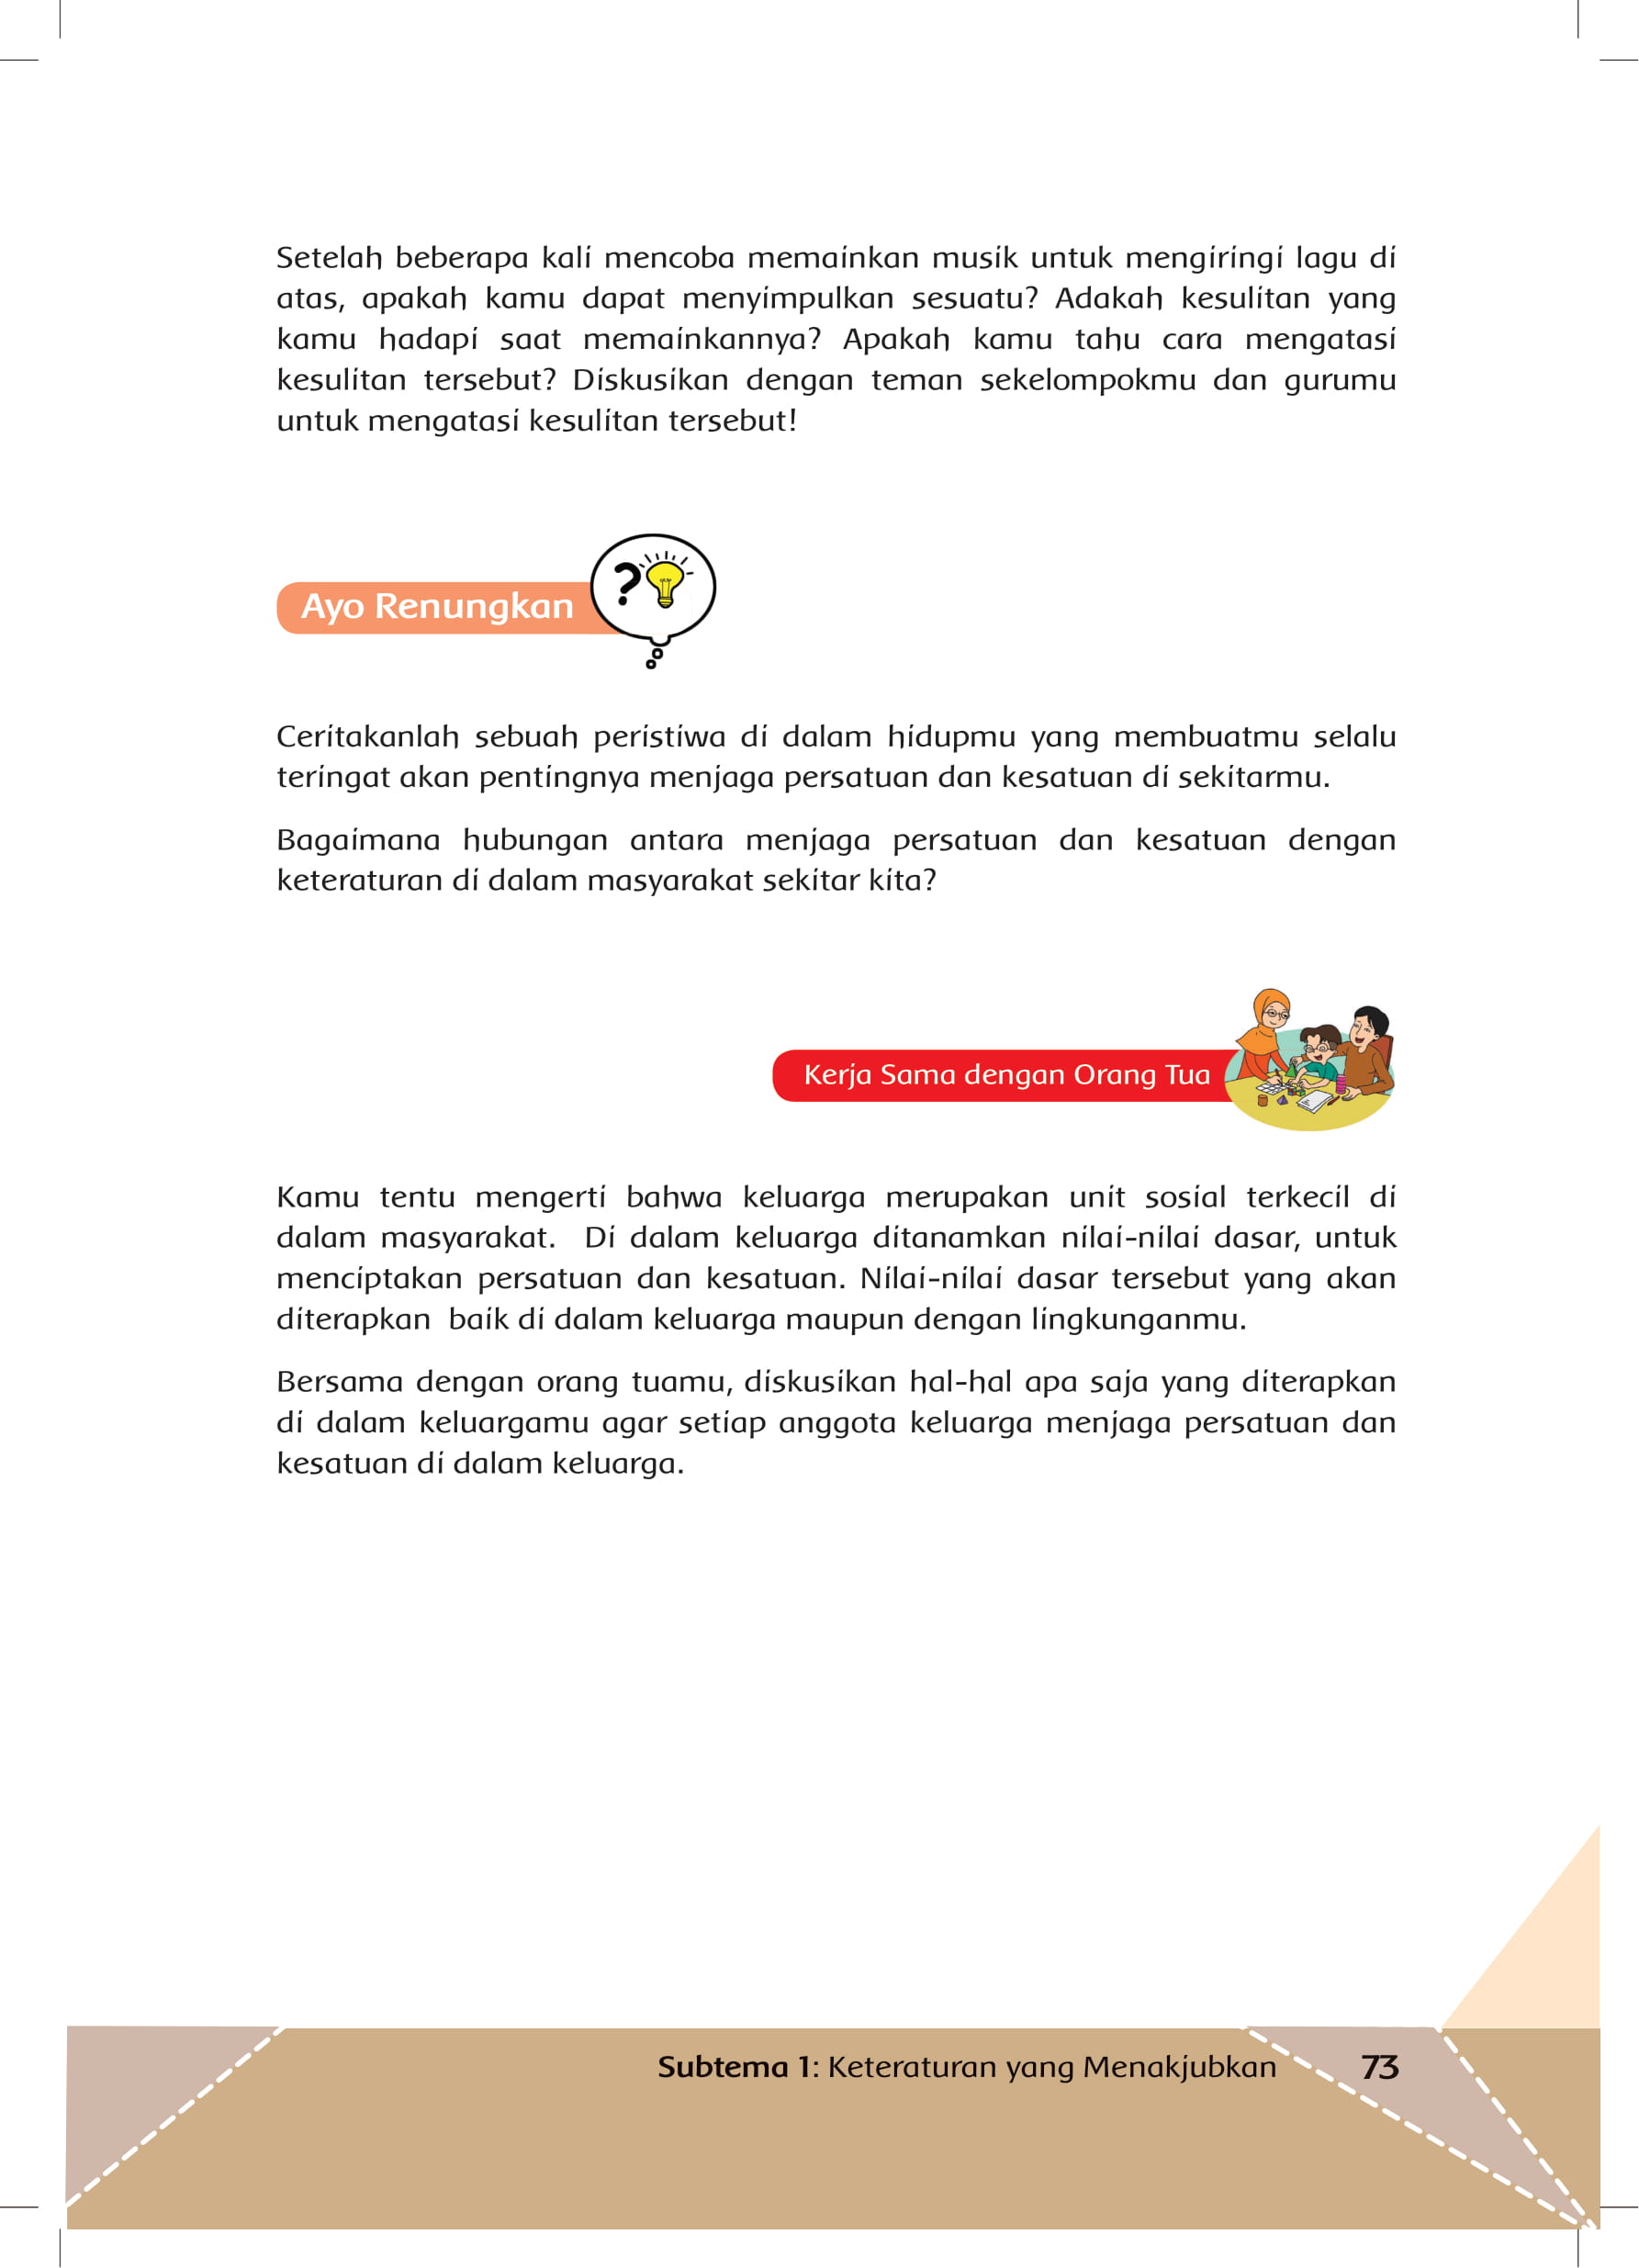 Setelah beberapa kali mencoba memainkan musik untuk mengiringi lagu di
atas, apakah kamu dapat menyimpulkan sesuatu? Adakah kesulitan yang
kamu hadapi saat memainkannya? Apakah kamu tahu cara mengatasi
kesulitan tersebut? Diskusikan dengan teman sekelompokmu dan gurumu
untuk mengatasi kesulitan tersebut!
Ayo Renungkan
?
Ceritakanlah sebuah peristiwa di dalam hidupmu yang membuatmu selalu
teringat akan pentingnya menjaga persatuan dan kesatuan di sekitarmu.
Bagaimana hubungan antara menjaga persatuan dan kesatuan dengan
keteraturan di dalam masyarakat sekitar kita?
Kerja Sama dengan Orang Tua
Kamu tentu mengerti bahwa keluarga merupakan unit sosial terkecil di
dalam masyarakat. Di dalam keluarga ditanamkan nilai-nilai dasar, untuk
menciptakan persatuan dan kesatuan. Nilai-nilai dasar tersebut yang akan
diterapkan baik di dalam keluarga maupun dengan lingkunganmu.
Bersama dengan orang tuamu, diskusikan hal-hal apa saja yang diterapkan
di dalam keluargamu agar setiap anggota keluarga menjaga persatuan dan
kesatuan di dalam keluarga.
Subtema 1: Keteraturan yang Menakjubkan 73